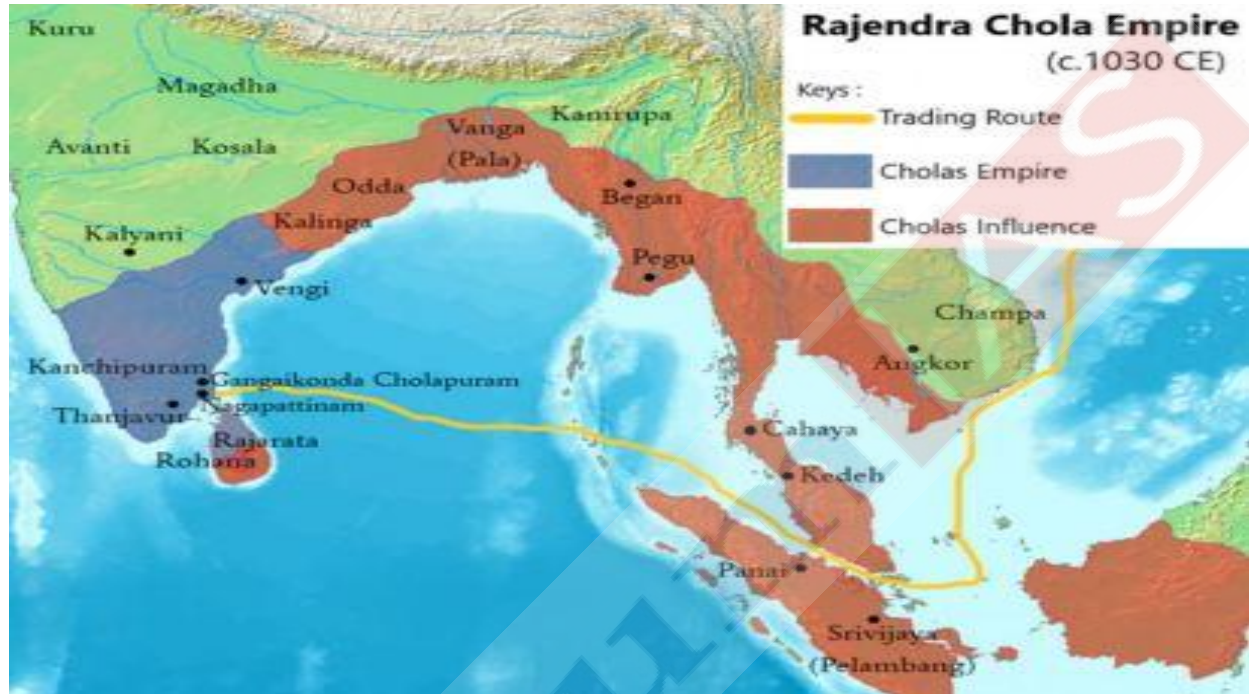 Rajendra Chola Empire
(c.1030 CE)
Keys :
Trading Route
Cholas Empire
Cholas Influence
Kuru
Magadha
Avanti
Kosala
Vanga
(Pala)
Kamrupa
Odda
Kalinga
Began
Kalyani
Pegu
Vengi
Champa
Angkor
Kanchipuram
Gangaikonda Cholapuram
Nagapattinam
Thanjavur
Rajarata
Rohana
Cahaya
Kedeh
Panai
Srivijaya
(Pelambang)